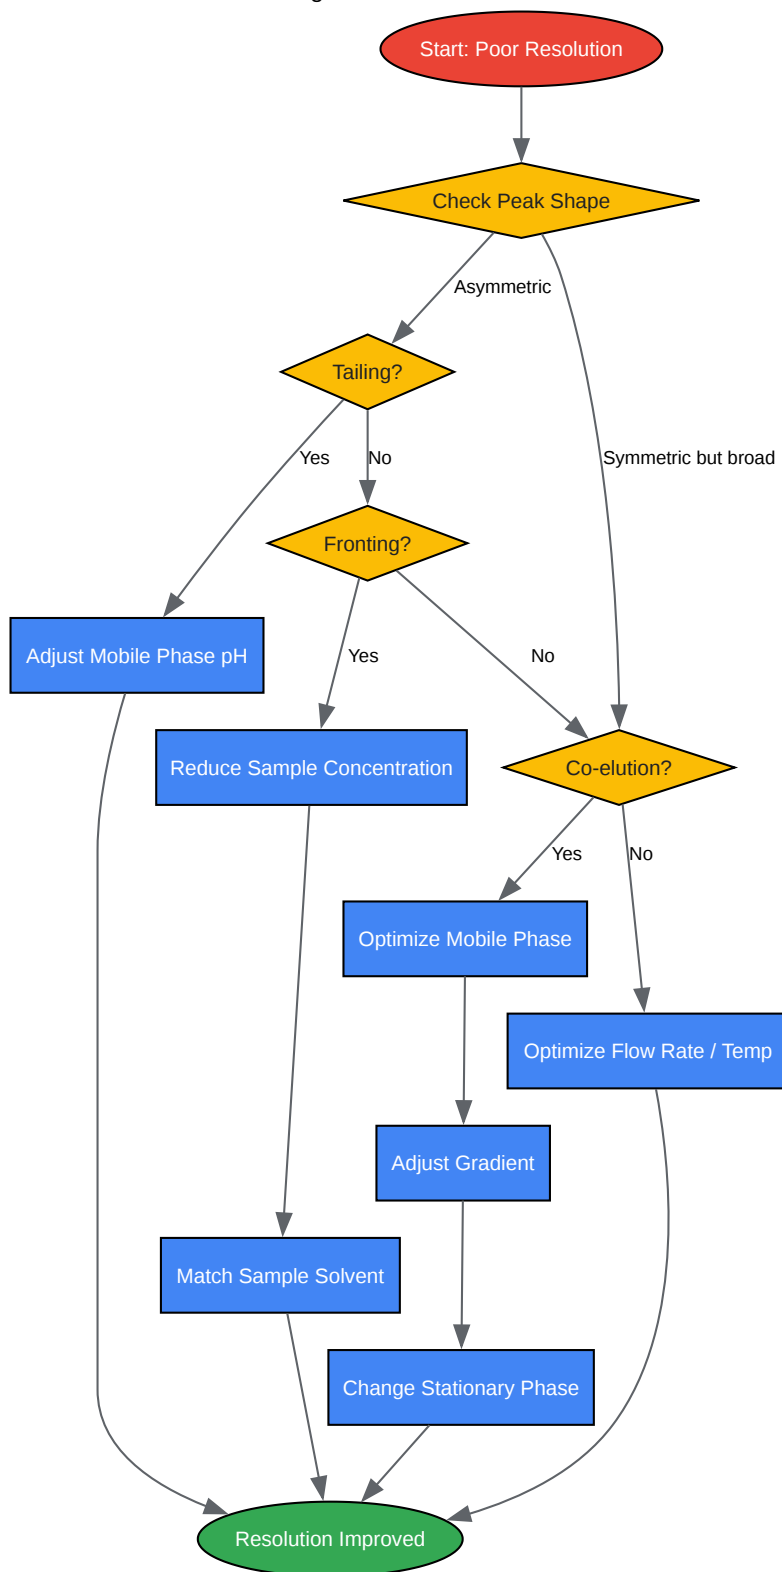 Start: Poor Resolution
Check Peak Shape
Asymmetric
Tailing?
Yes
No
Symmetric but broad
Fronting?
Adjust Mobile Phase pH
Yes
No
Reduce Sample Concentration
Co-elution?
Yes
No
Optimize Mobile Phase
Optimize Flow Rate / Temp
Adjust Gradient
Match Sample Solvent
Change Stationary Phase
Resolution Improved